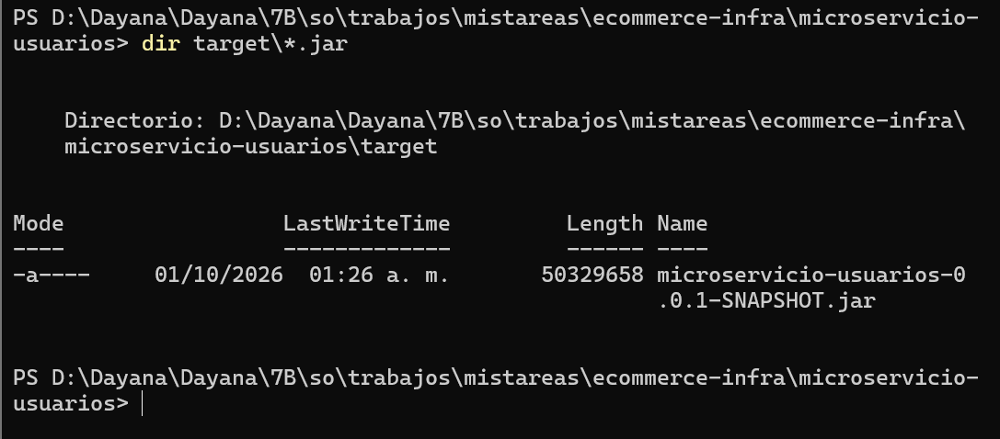 PS D:\Dayana\Dayana\7B\so\trabajos\mistareas\ecommerce-infra\microservicio-
usuarios> dir target\*.jar
Directorio: D:\Dayana\Dayana\7B\so\trabajos\mistareas\ecommerce-infra\
microservicio-usuarios\target
Mode                 LastWriteTime         Length Name
----                 -------------         ------ ----
-a----     01/10/2026  01:26 a. m.       50329658 microservicio-usuarios-0
.0.1-SNAPSHOT.jar
PS D:\Dayana\Dayana\7B\so\trabajos\mistareas\ecommerce-infra\microservicio-
usuarios>